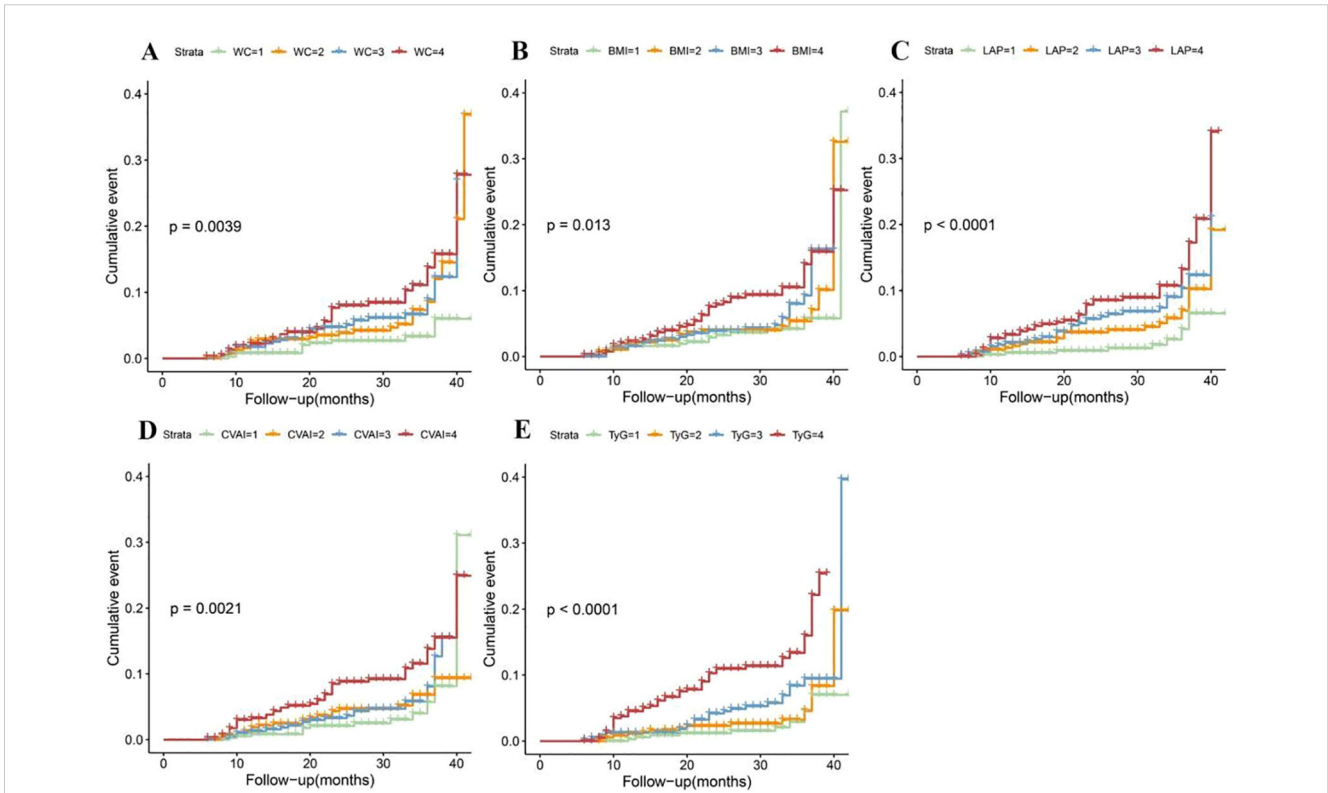 A Strata WC=1 WC=2 WC=3 WC=4
0.4
0.3
0.2
0.1
0.0
Cumulative event
p = 0.0039
0 10 20 30 40
Follow−up(months)
B Strata BMI=1 BMI=2 BMI=3 BMI=4
0.4
0.3
0.2
0.1
0.0
Cumulative event
p = 0.013
0 10 20 30 40
Follow−up(months)
C Strata LAP=1 LAP=2 LAP=3 LAP=4
0.4
0.3
0.2
0.1
0.0
Cumulative event
p < 0.0001
0 10 20 30 40
Follow−up(months)
D Strata CVAI=1 CVAI=2 CVAI=3 CVAI=4
0.4
0.3
0.2
0.1
0.0
Cumulative event
p = 0.0021
0 10 20 30 40
Follow−up(months)
E Strata TyG=1 TyG=2 TyG=3 TyG=4
0.4
0.3
0.2
0.1
0.0
Cumulative event
p < 0.0001
0 10 20 30 40
Follow−up(months)